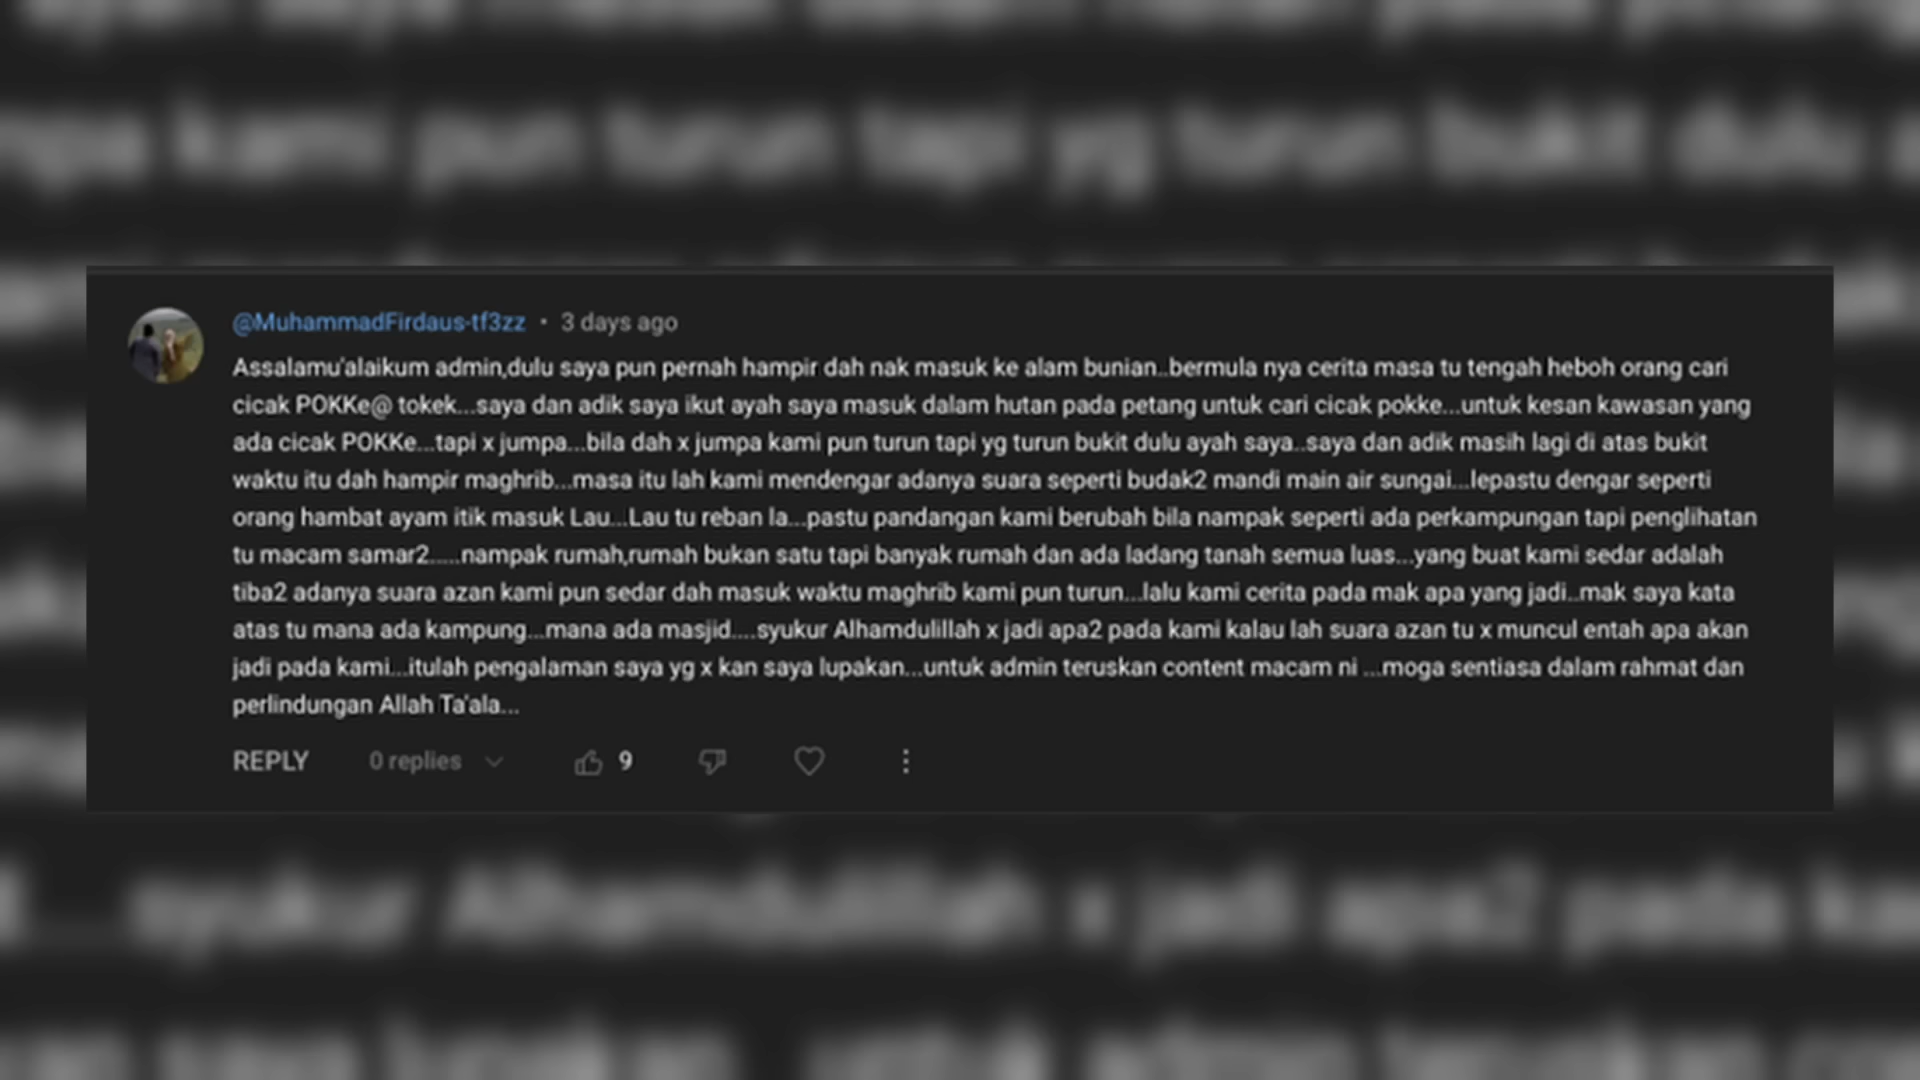 @MuhammadFirdaus-tf3zz · 3 days ago
Assalamu'alaikum admin,dulu saya pun pernah hampir dah nak masuk ke alam bunian..bermula nya cerita masa tu tengah heboh orang cari
cicak POKKe@ tokek...saya dan adik saya ikut ayah saya masuk dalam hutan pada petang untuk cari cicak pokke...untuk kesan kawasan yang
ada cicak POKKe...tapi x jumpa...bila dah x jumpa kami pun turun tapi yg turun bukit dulu ayah saya..saya dan adik masih lagi di atas bukit
waktu itu dah hampir maghrib...masa itu lah kami mendengar adanya suara seperti budak2 mandi main air sungai...lepastu dengar seperti
orang hambat ayam itik masuk Lau...Lau tu reban la...pastu pandangan kami berubah bila nampak seperti ada perkampungan tapi penglihatan
tu macam samar2.....nampak rumah,rumah bukan satu tapi banyak rumah dan ada ladang tanah semua luas...yang buat kami sedar adalah
tiba2 adanya suara azan kami pun sedar dah masuk waktu maghrib kami pun turun...lalu kami cerita pada mak apa yang jadi..mak saya kata
atas tu mana ada kampung...mana ada masjid....syukur Alhamdulillah x jadi apa2 pada kami kalau lah suara azan tu x muncul entah apa akan
jadi pada kami...itulah pengalaman saya yg x kan saya lupakan...untuk admin teruskan content macam ni ...moga sentiasa dalam rahmat dan
perlindungan Allah Ta'ala...
REPLY 0 replies 9